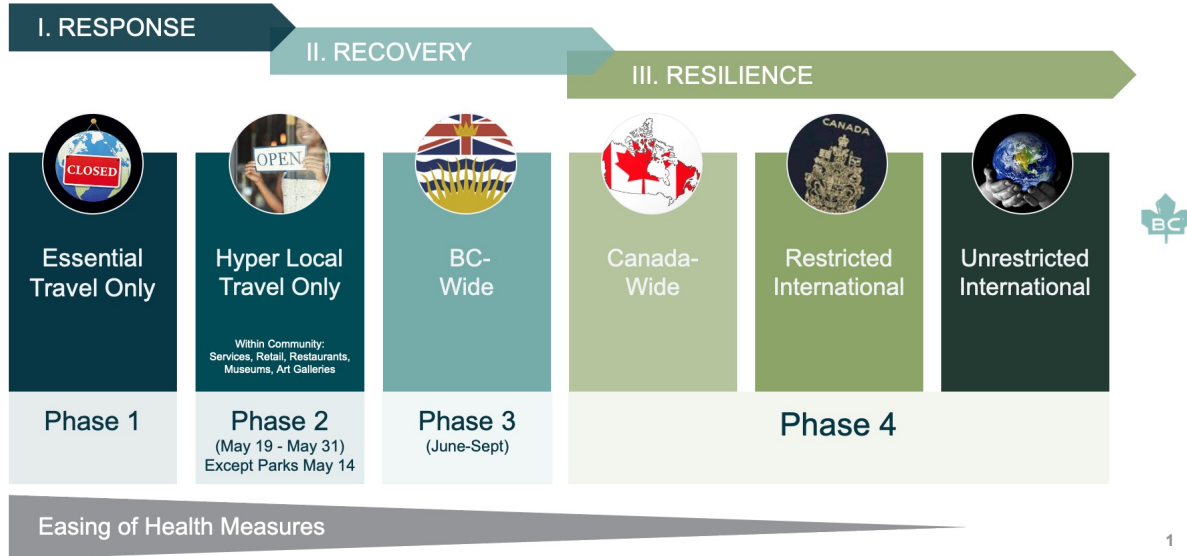 I. RESPONSE
II. RECOVERY
III. RESILIENCE
CLOSED
OPEN
CANADA
Essential
Travel Only
Hyper Local
Travel Only
Within Community:
Services, Retail, Restaurants,
Museums, Art Galleries
BC-
Wide
Canada-
Wide
Restricted
International
Unrestricted
International
BC
Phase 1
Phase 2
(May 19 - May 31)
Except Parks May 14
Phase 3
(June-Sept)
Phase 4
Easing of Health Measures
1